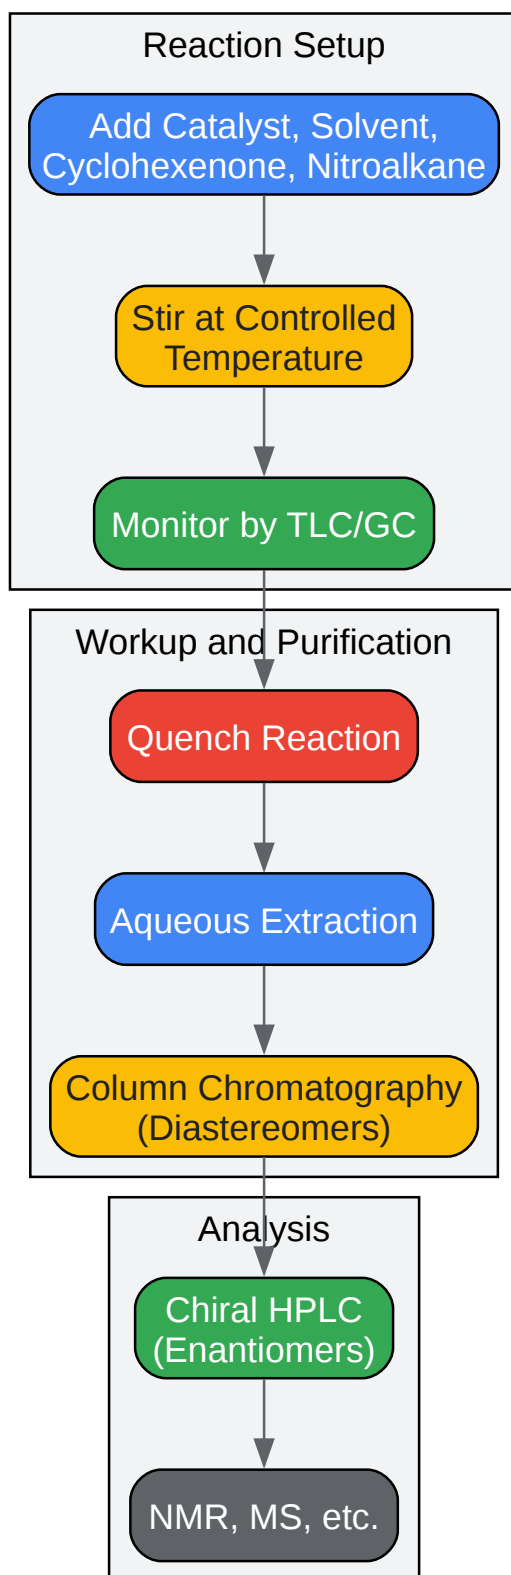 Reaction Setup
Add Catalyst, Solvent,
Cyclohexenone, Nitroalkane
Stir at Controlled
Temperature
Monitor by TLC/GC
Workup and Purification
Quench Reaction
Aqueous Extraction
Column Chromatography
(Diastereomers)
Analysis
Chiral HPLC
(Enantiomers)
NMR, MS, etc.